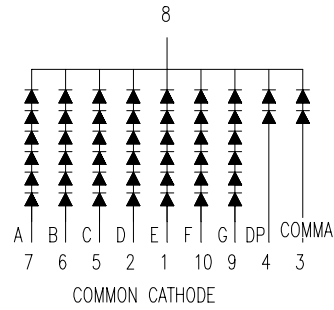 8
A B C D E F G DP COMMA
7 6 5 2 1 10 9 4 3
COMMON CATHODE